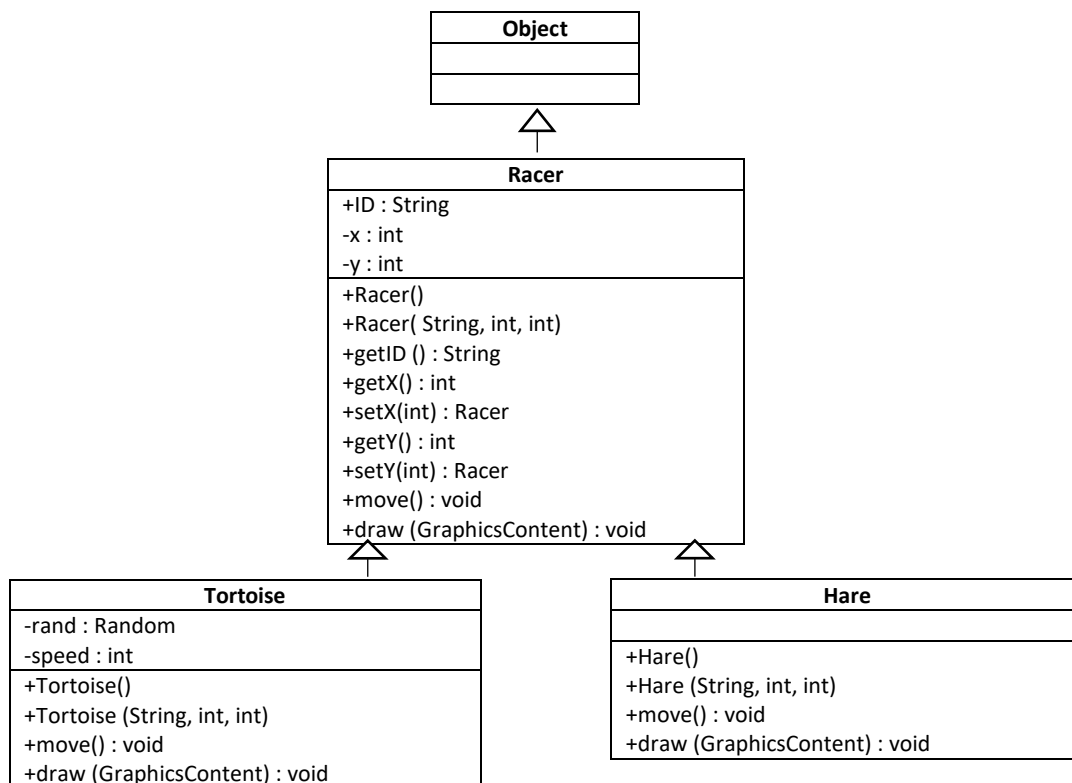 Object
Racer
+ID : String
-x : int
-y : int
+Racer()
+Racer( String, int, int)
+getID () : String
+getX() : int
+setX(int) : Racer
+getY() : int
+setY(int) : Racer
+move() : void
+draw (GraphicsContent) : void
Tortoise
-rand : Random
-speed : int
+Tortoise()
+Tortoise (String, int, int)
+move() : void
+draw (GraphicsContent) : void
Hare
+Hare()
+Hare (String, int, int)
+move() : void
+draw (GraphicsContent) : void